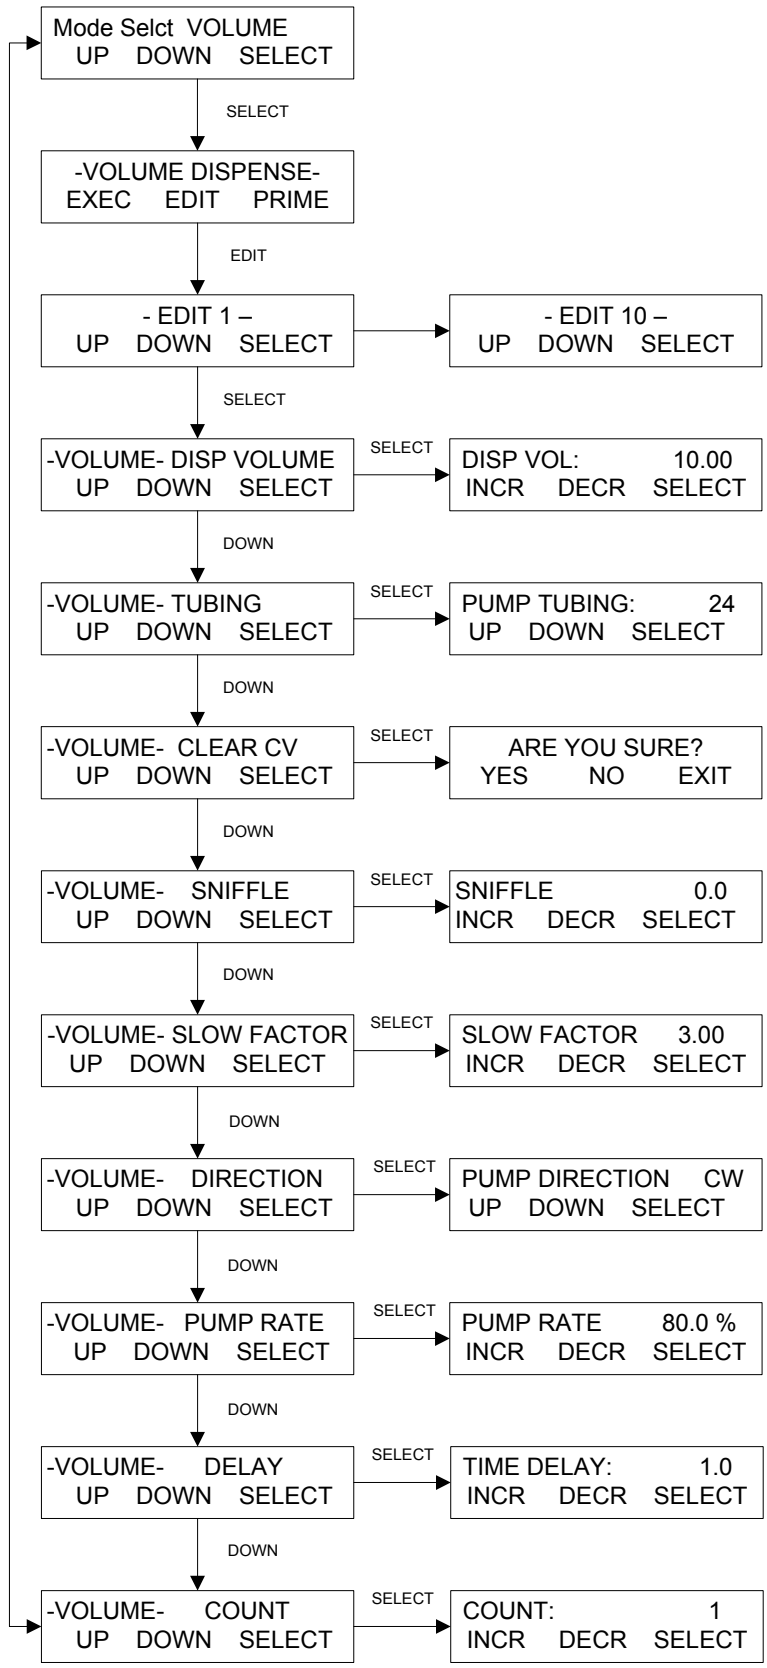 Mode Selct VOLUME
UP DOWN SELECT
SELECT
-VOLUME DISPENSE-
EXEC EDIT PRIME
EDIT
- EDIT 1 –
UP DOWN SELECT
- EDIT 10 –
UP DOWN SELECT
SELECT
-VOLUME- DISP VOLUME
UP DOWN SELECT
SELECT
DISP VOL: 10.00
INCR DECR SELECT
DOWN
-VOLUME- TUBING
UP DOWN SELECT
SELECT
PUMP TUBING: 24
UP DOWN SELECT
DOWN
-VOLUME- CLEAR CV
UP DOWN SELECT
SELECT
ARE YOU SURE?
YES NO EXIT
DOWN
-VOLUME- SNIFFLE
UP DOWN SELECT
SELECT
SNIFFLE 0.0
INCR DECR SELECT
DOWN
-VOLUME- SLOW FACTOR
UP DOWN SELECT
SELECT
SLOW FACTOR 3.00
INCR DECR SELECT
DOWN
-VOLUME- DIRECTION
UP DOWN SELECT
SELECT
PUMP DIRECTION CW
UP DOWN SELECT
DOWN
-VOLUME- PUMP RATE
UP DOWN SELECT
SELECT
PUMP RATE 80.0 %
INCR DECR SELECT
DOWN
-VOLUME- DELAY
UP DOWN SELECT
SELECT
TIME DELAY: 1.0
INCR DECR SELECT
DOWN
-VOLUME- COUNT
UP DOWN SELECT
SELECT
COUNT: 1
INCR DECR SELECT